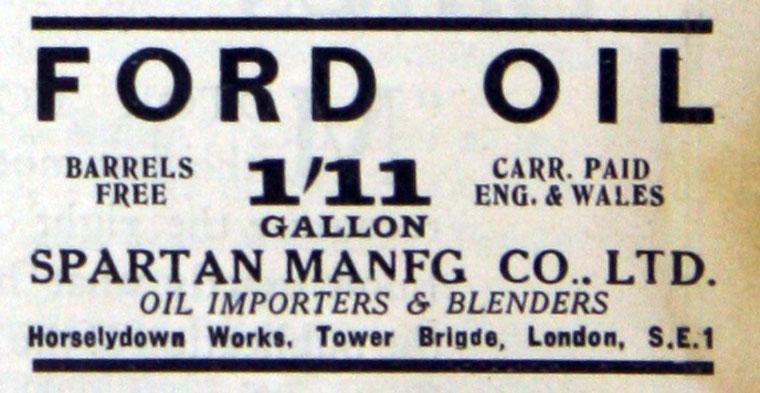 FORD OIL
BARRELS FREE
1/11 GALLON
CARR. PAID ENG. & WALES
SPARTAN MANFG CO.. LTD.
OIL IMPORTERS & BLENDERS
Horselydown Works, Tower Brigde, London, S.E.1